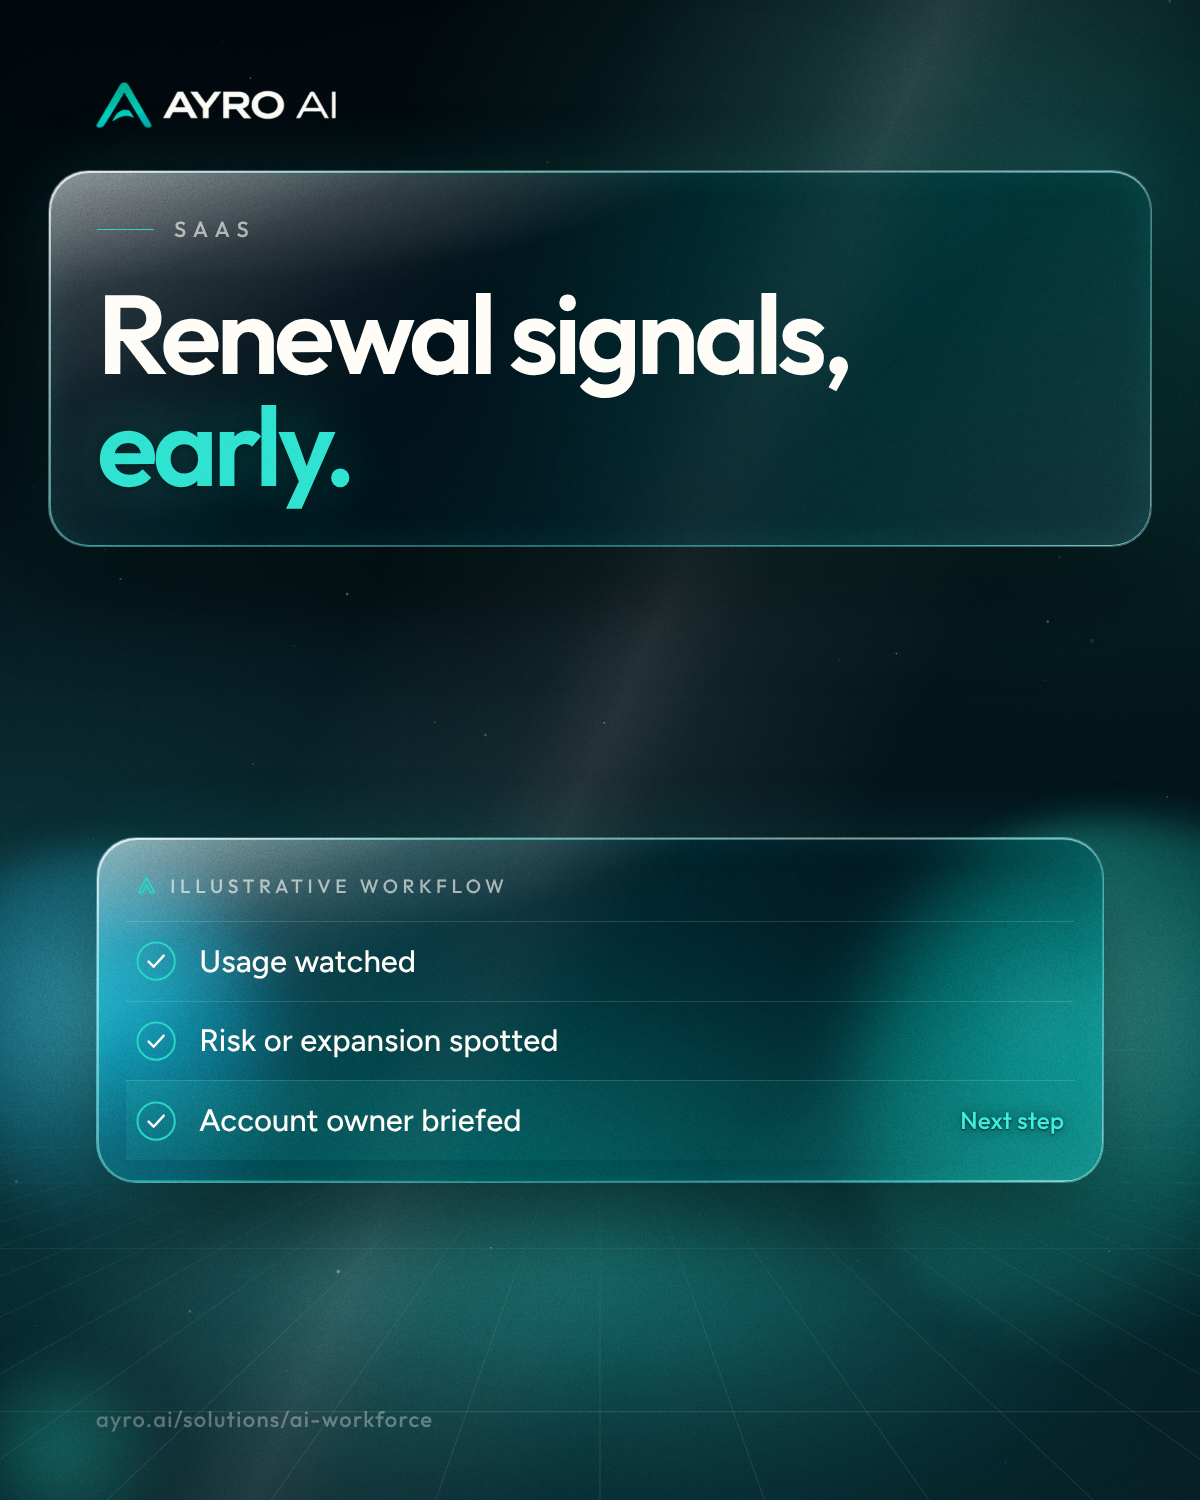 AYRO AI
SAAS
Renewal signals,
early.
ILLUSTRATIVE WORKFLOW
Usage watched
Risk or expansion spotted
Account owner briefed
Next step
ayro.ai/solutions/ai-workforce